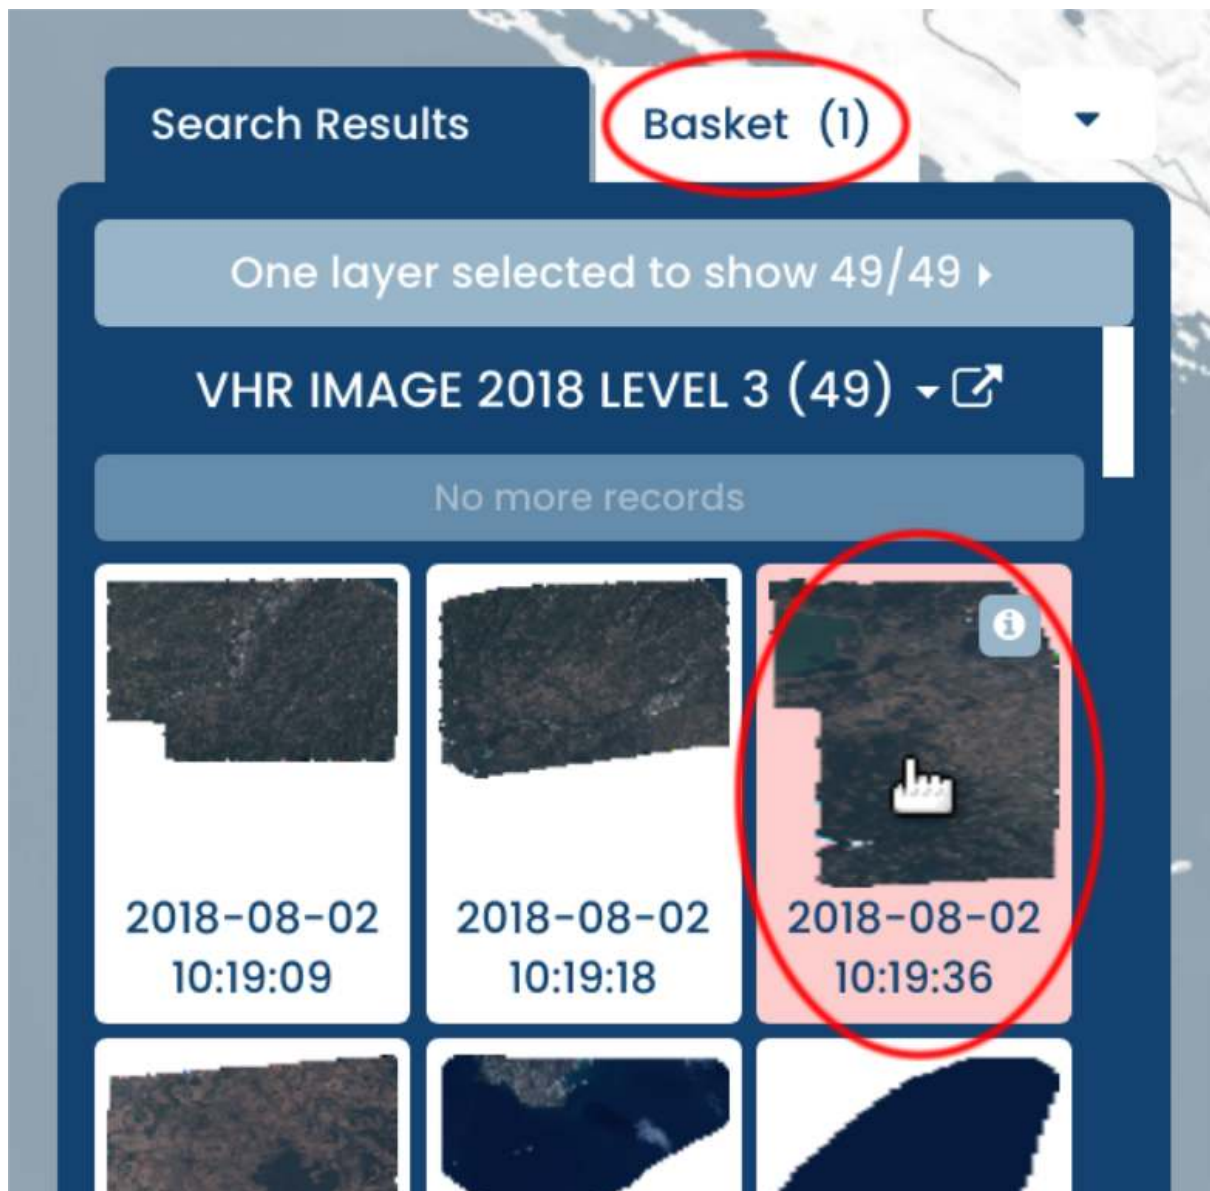 Search Results
Basket (1)
One layer selected to show 49/49
VHR IMAGE 2018 LEVEL 3 (49)
No more records
2018-08-02
10:19:09
2018-08-02
10:19:18
2018-08-02
10:19:36